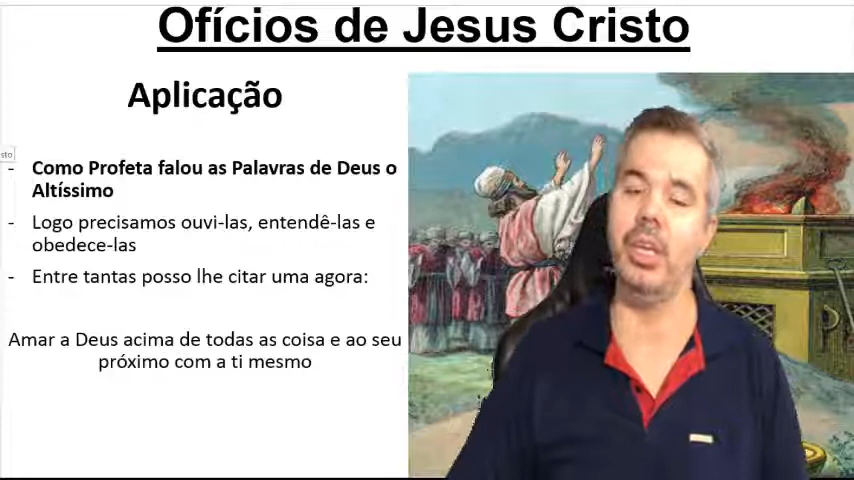 Ofícios de Jesus Cristo
Aplicação
sto
- Como Profeta falou as Palavras de Deus o
Altíssimo
- Logo precisamos ouvi-las, entendê-las e
obedece-las
- Entre tantas posso lhe citar uma agora:
Amar a Deus acima de todas as coisa e ao seu
próximo com a ti mesmo